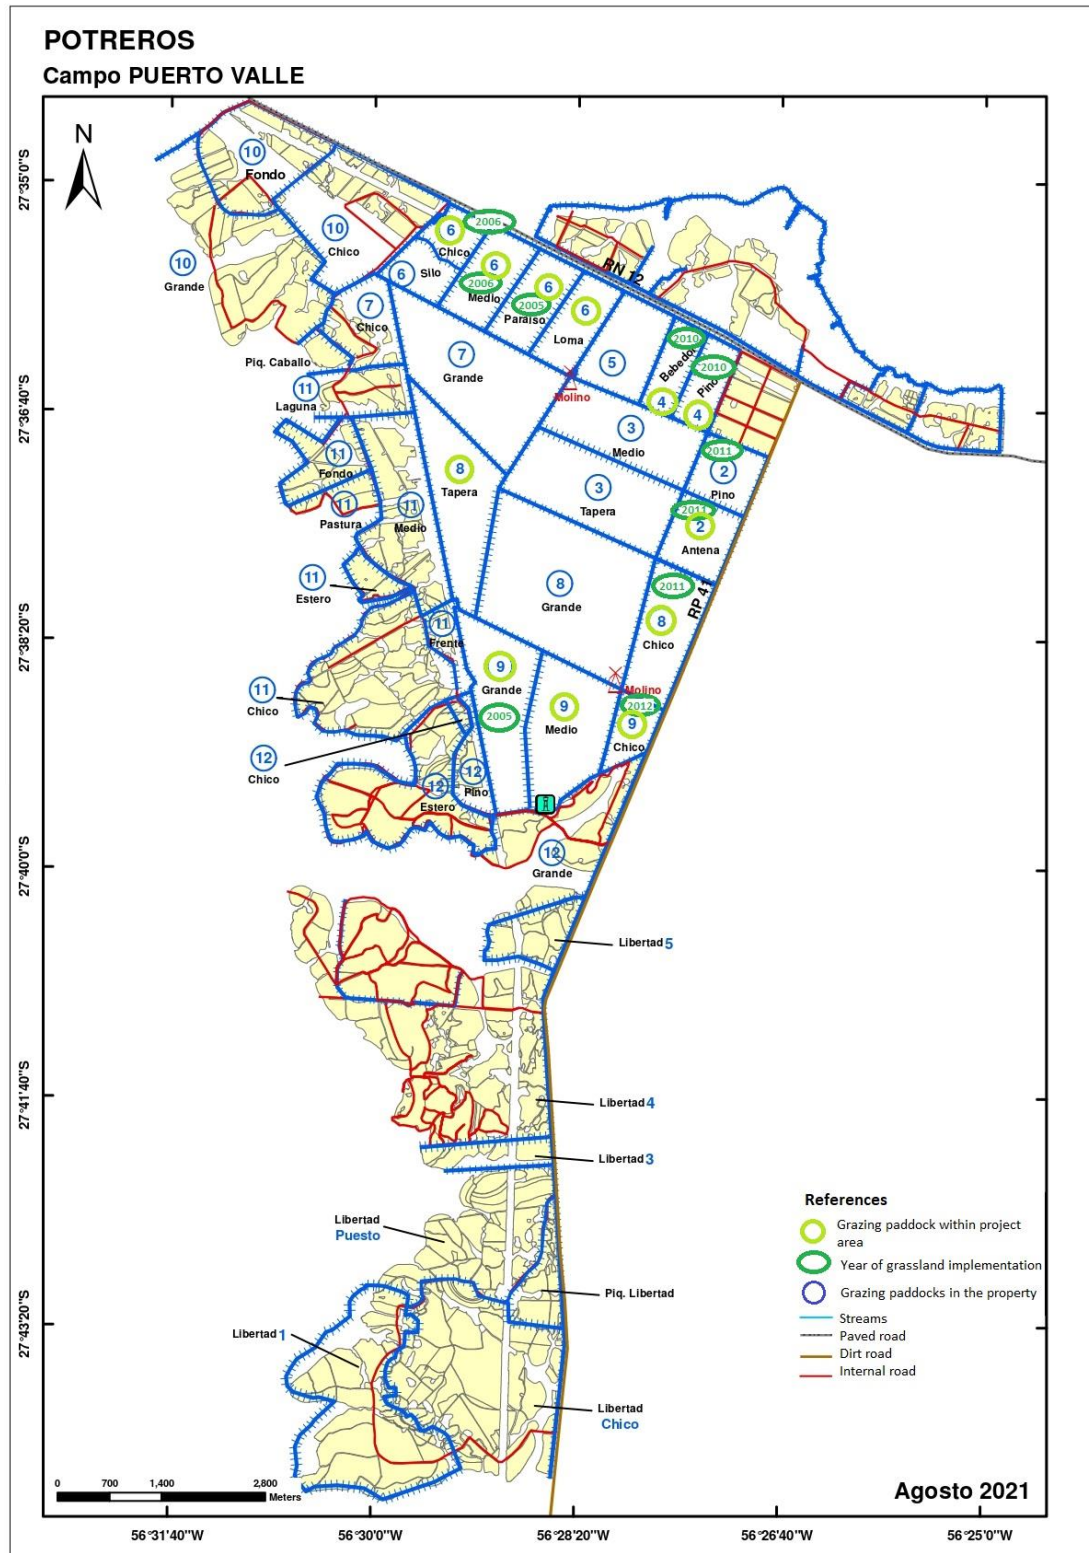 POTREROS
Campo PUERTO VALLE
N
27°35'0"S
27°36'40"S
27°38'20"S
27°40'0"S
27°41'40"S
27°43'20"S
10
Fondo
10
Chico
10
Grande
6
Chico
2006
6
Silo
6
2006
Medio
6
2005
Paraiso
6
Loma
RN 12
7
Chico
7
Grande
Piq. Caballo
5
2010
Bebedor
4
2010
Pino
4
Molino
11
Laguna
3
Medio
2011
2
Pino
11
Fondo
8
Tapera
3
Tapera
11
Pastura
11
Medio
2011
2
Antena
11
Estero
8
Grande
2011
8
Chico
RP 41
11
Frente
9
Grande
2005
9
Medio
Molino
2012
9
Chico
11
Chico
12
Chico
12
Pino
12
Estero
12
Grande
Libertad 5
Libertad 4
Libertad 3
Libertad
Puesto
Piq. Libertad
Libertad 1
Libertad
Chico
References
Grazing paddock within project
area
Year of grassland implementation
Grazing paddocks in the property
Streams
Paved road
Dirt road
Internal road
0 700 1,400 2,800
Meters
Agosto 2021
56°31'40"W 56°30'0"W 56°28'20"W 56°26'40"W 56°25'0"W